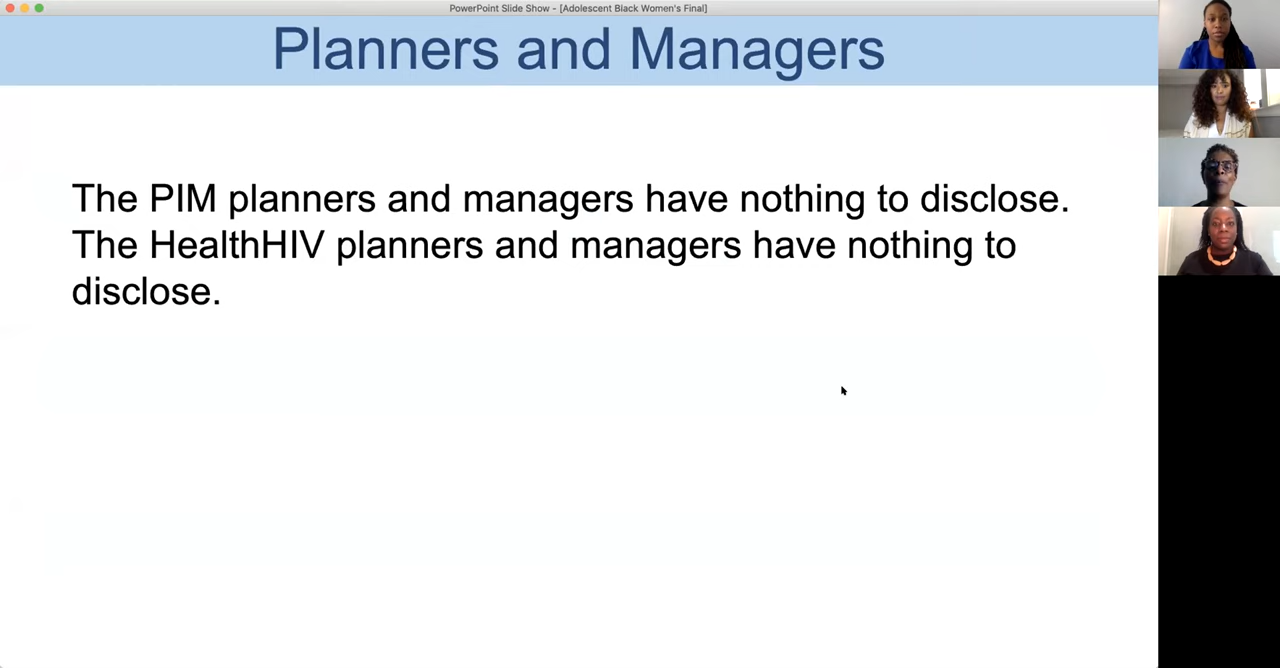 PowerPoint Slide Show - [Adolescent Black Women's Final]
Planners and Managers
The PIM planners and managers have nothing to disclose.
The HealthHIV planners and managers have nothing to
disclose.